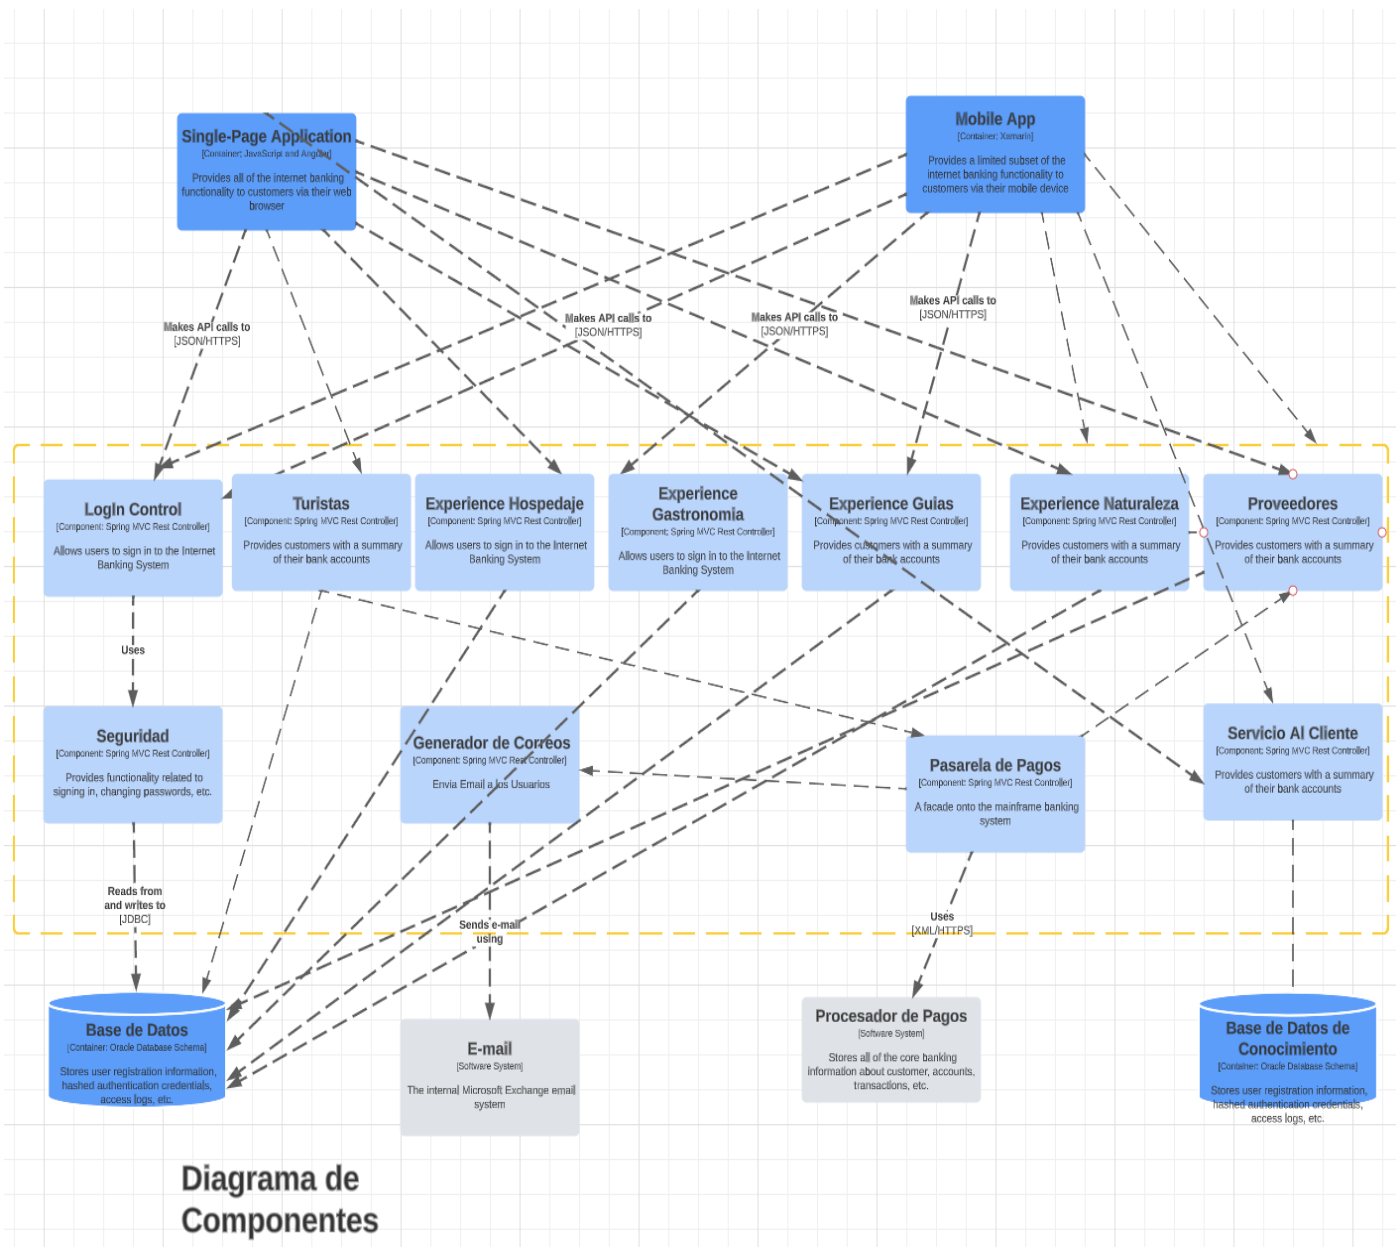 Single-Page Application
[Container: JavaScript and Angular]
Provides all of the internet banking
functionality to customers via their web
browser
Mobile App
[Container: Xamarin]
Provides a limited subset of the
internet banking functionality to
customers via their mobile device
Makes API calls to
[JSON/HTTPS]
Makes API calls to
[JSON/HTTPS]
Makes API calls to
[JSON/HTTPS]
Makes API calls to
[JSON/HTTPS]
LogIn Control
[Component: Spring MVC Rest Controller]
Allows users to sign in to the Internet
Banking System
Turistas
[Component: Spring MVC Rest Controller]
Provides customers with a summary
of their bank accounts
Experience Hospedaje
[Component: Spring MVC Rest Controller]
Allows users to sign in to the Internet
Banking System
Experience
Gastronomia
[Component: Spring MVC Rest Controller]
Allows users to sign in to the Internet
Banking System
Experience Guias
[Component: Spring MVC Rest Controller]
Provides customers with a summary
of their bank accounts
Experience Naturaleza
[Component: Spring MVC Rest Controller]
Provides customers with a summary
of their bank accounts
Proveedores
[Component: Spring MVC Rest Controller]
Provides customers with a summary
of their bank accounts
Uses
Seguridad
[Component: Spring MVC Rest Controller]
Provides functionality related to
signing in, changing passwords, etc.
Generador de Correos
[Component: Spring MVC Rest Controller]
Envia Email a los Usuarios
Pasarela de Pagos
[Component: Spring MVC Rest Controller]
A facade onto the mainframe banking
system
Servicio Al Cliente
[Component: Spring MVC Rest Controller]
Provides customers with a summary
of their bank accounts
Reads from
and writes to
[JDBC]
Sends e-mail
using
Uses
[XML/HTTPS]
Base de Datos
[Container: Oracle Database Schema]
Stores user registration information,
hashed authentication credentials,
access logs, etc.
E-mail
[Software System]
The internal Microsoft Exchange email
system
Procesador de Pagos
[Software System]
Stores all of the core banking
information about customer, accounts,
transactions, etc.
Base de Datos de
Conocimiento
[Container: Oracle Database Schema]
Stores user registration information,
hashed authentication credentials,
access logs, etc.
Diagrama de
Componentes